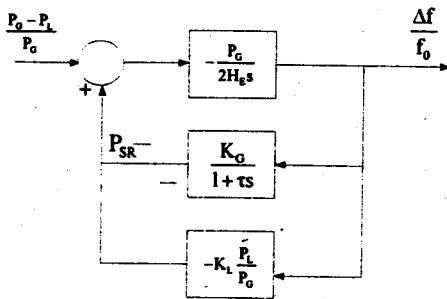 P_G - P_L / P_G
Δf / f_0
- P_G / 2H_E s
+
P_SR -
-
K_G / 1 + τs
-K_L P_L / P_G